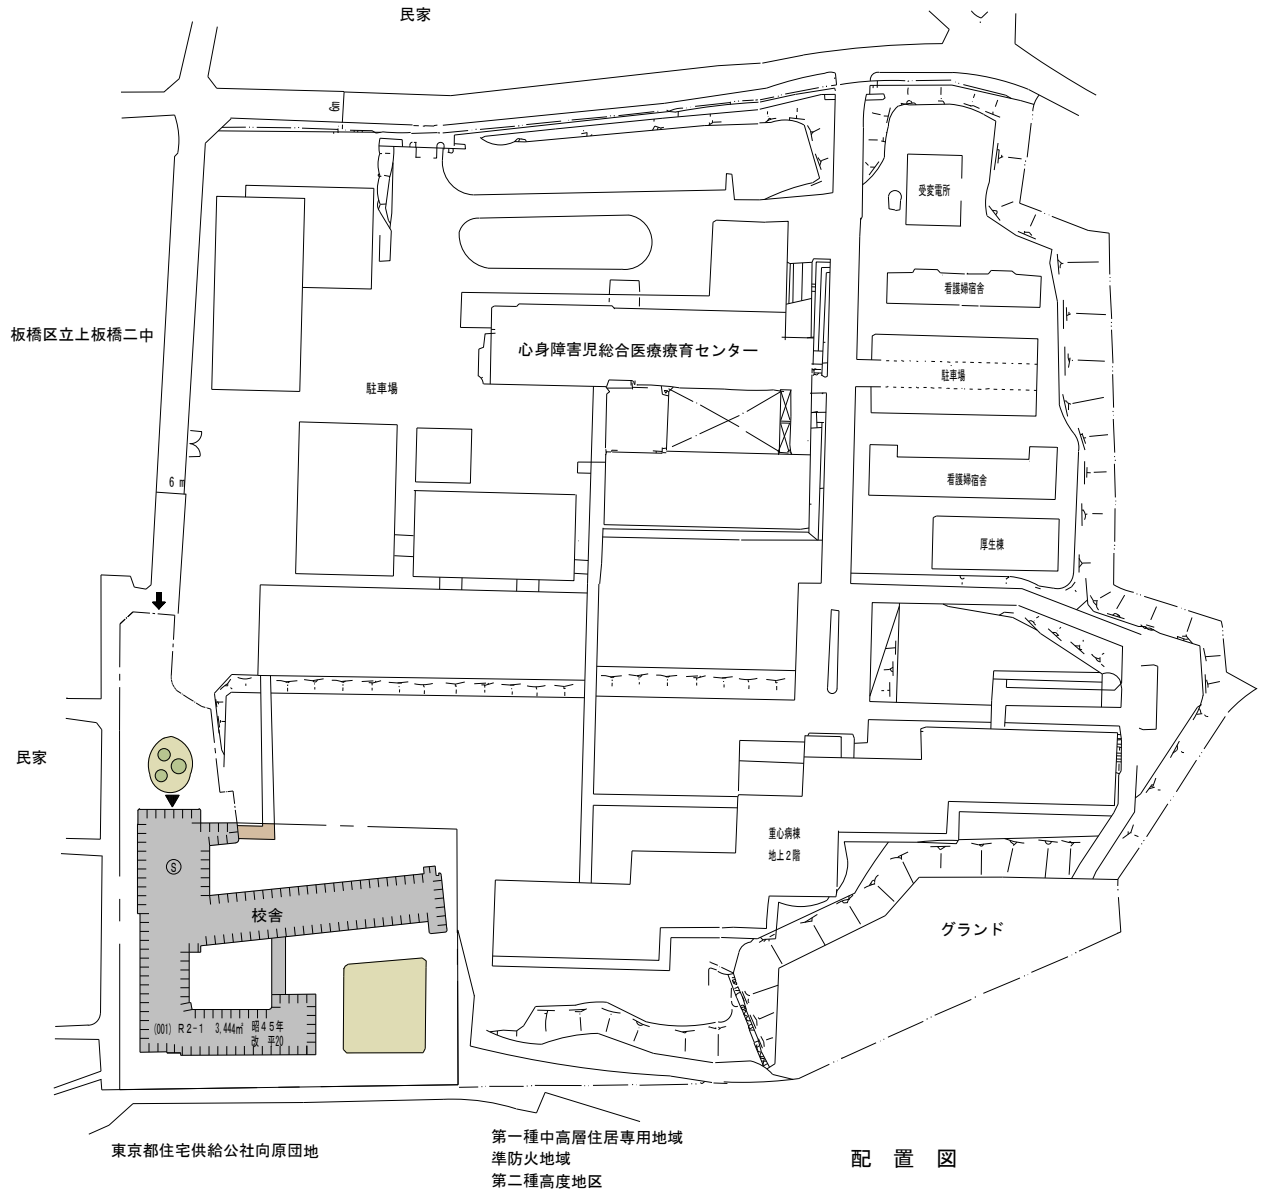 民家
6m
受変電所
看護婦宿舎
板橋区立上板橋二中
心身障害児総合医療療育センター
駐車場
駐車場
看護婦宿舎
6 m
厚生棟
民家
重心病棟
地上2階
S
校舎
グランド
(001) R2-1 3,444㎡ 昭45年
改 平20
東京都住宅供給公社向原団地
第一種中高層住居専用地域
準防火地域
第二種高度地区
配 置 図